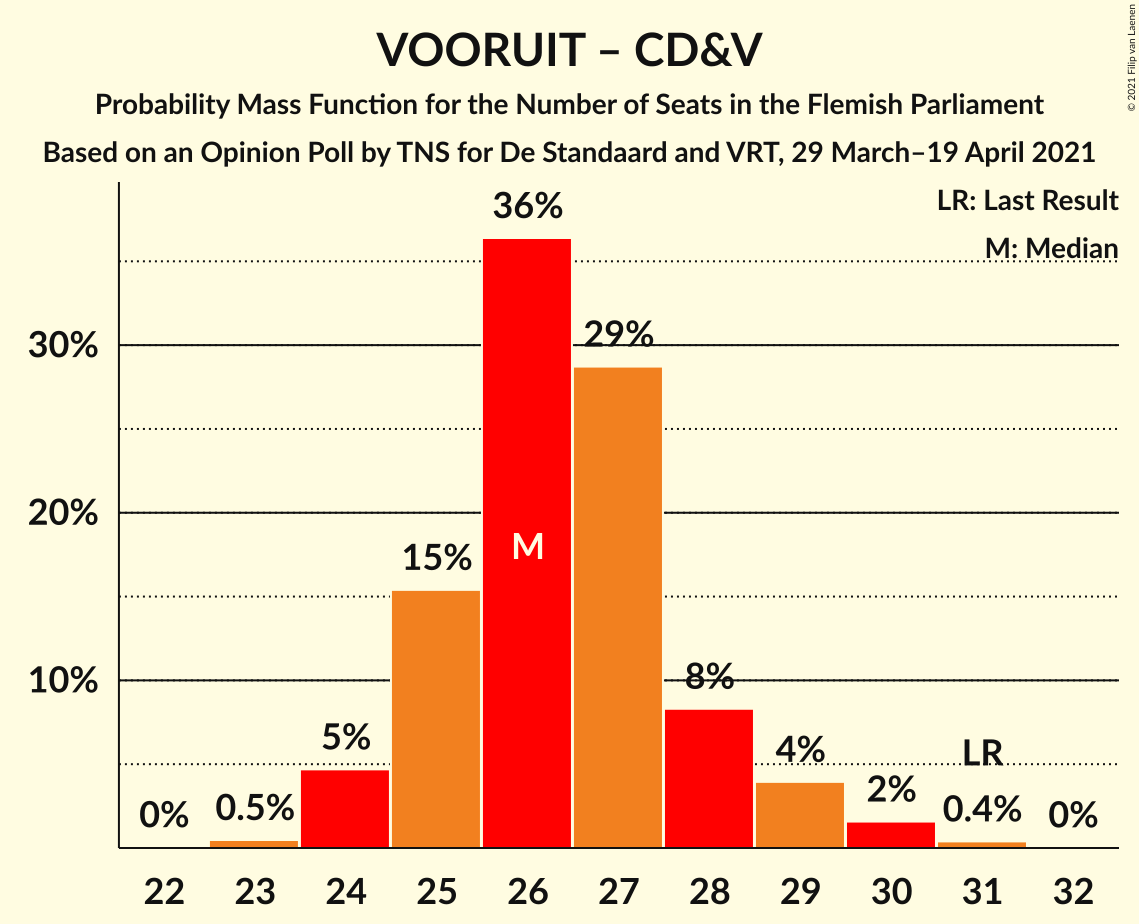 VOORUIT – CD&V
Probability Mass Function for the Number of Seats in the Flemish Parliament
Based on an Opinion Poll by TNS for De Standaard and VRT, 29 March–19 April 2021
© 2021 Filip van Laenen
LR: Last Result
M: Median
36%
30%
29%
20%
15%
M
10%
8%
5%
4%
LR
2%
0%
0.5%
0.4%
0%
22 23 24 25 26 27 28 29 30 31 32